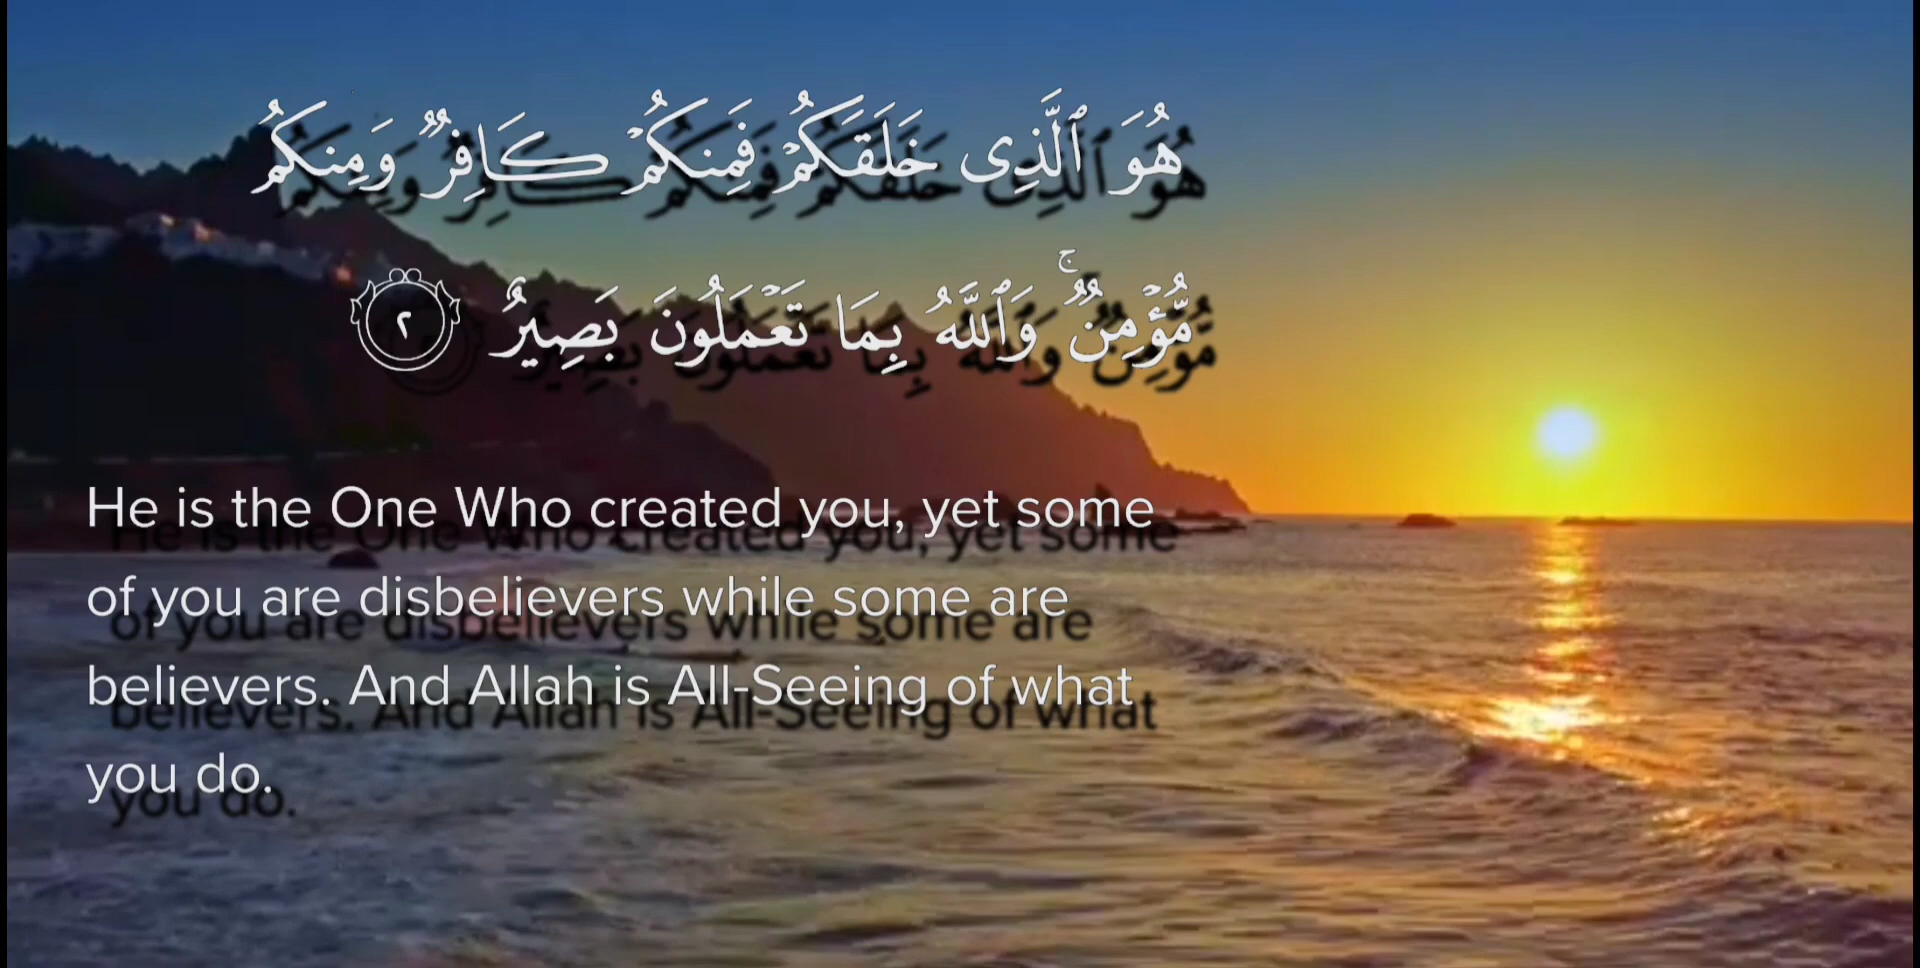 هُوَ ٱلَّذِى خَلَقَكُمْ فَمِنكُمْ كَافِرٌ وَمِنكُم
مُّؤْمِنٌ ۚ وَٱللَّهُ بِمَا تَعْمَلُونَ بَصِيرٌ ٢
He is the One Who created you, yet some
of you are disbelievers while some are
believers. And Allah is All-Seeing of what
you do.